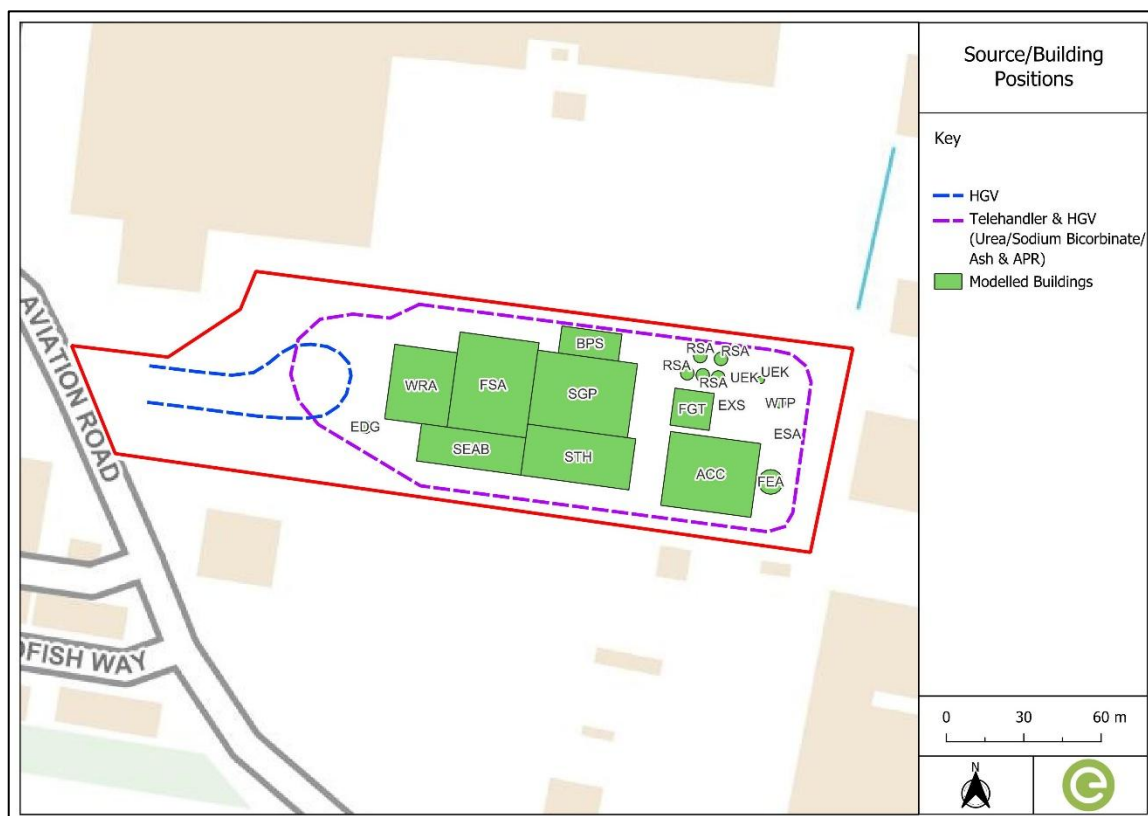 Source/Building
Positions
Key
HGV
Telehandler & HGV
(Urea/Sodium Bicorbinate/
Ash & APR)
Modelled Buildings
0 30 60 m
N
AVIATION ROAD
OFISH WAY
BPS
RSA
RSA
RSA
RSA
UEK
UEK
WRA
FSA
SGP
FGT
EXS
WTP
EDG
ESA
SEAB
STH
ACC
FEA